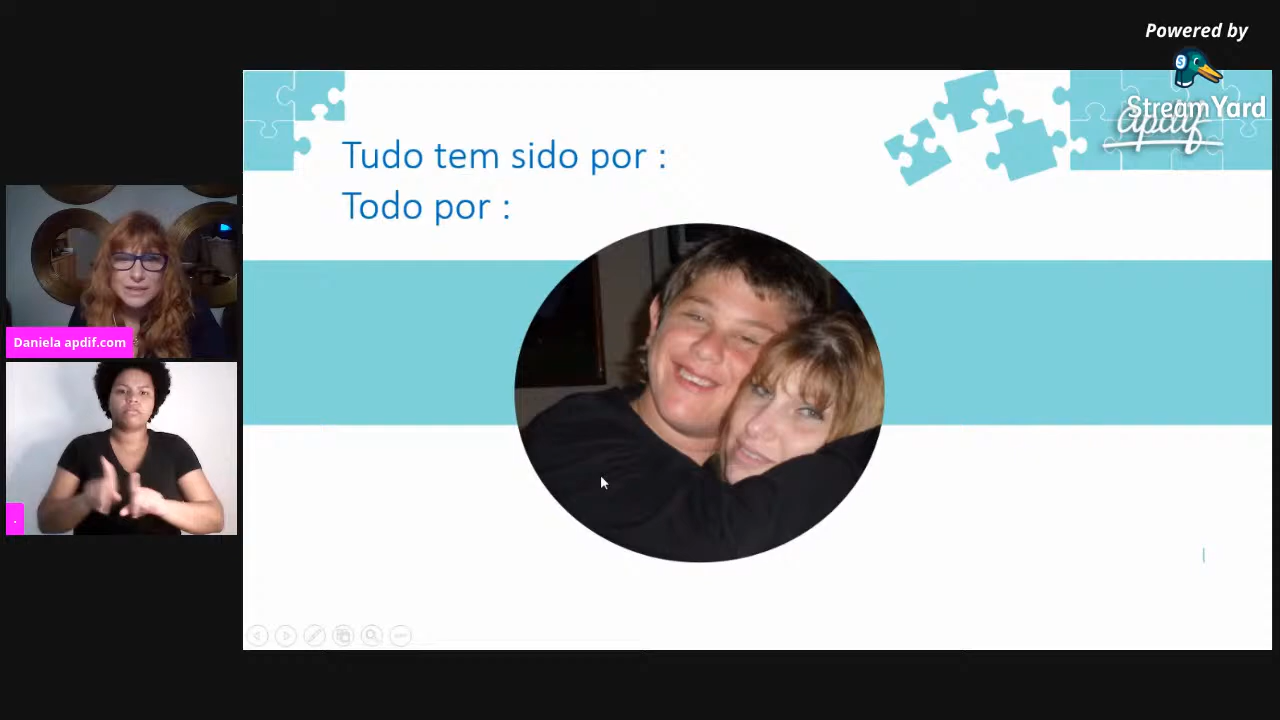 Powered by
StreamYard
apdif
Tudo tem sido por :
Todo por :
Daniela apdif.com